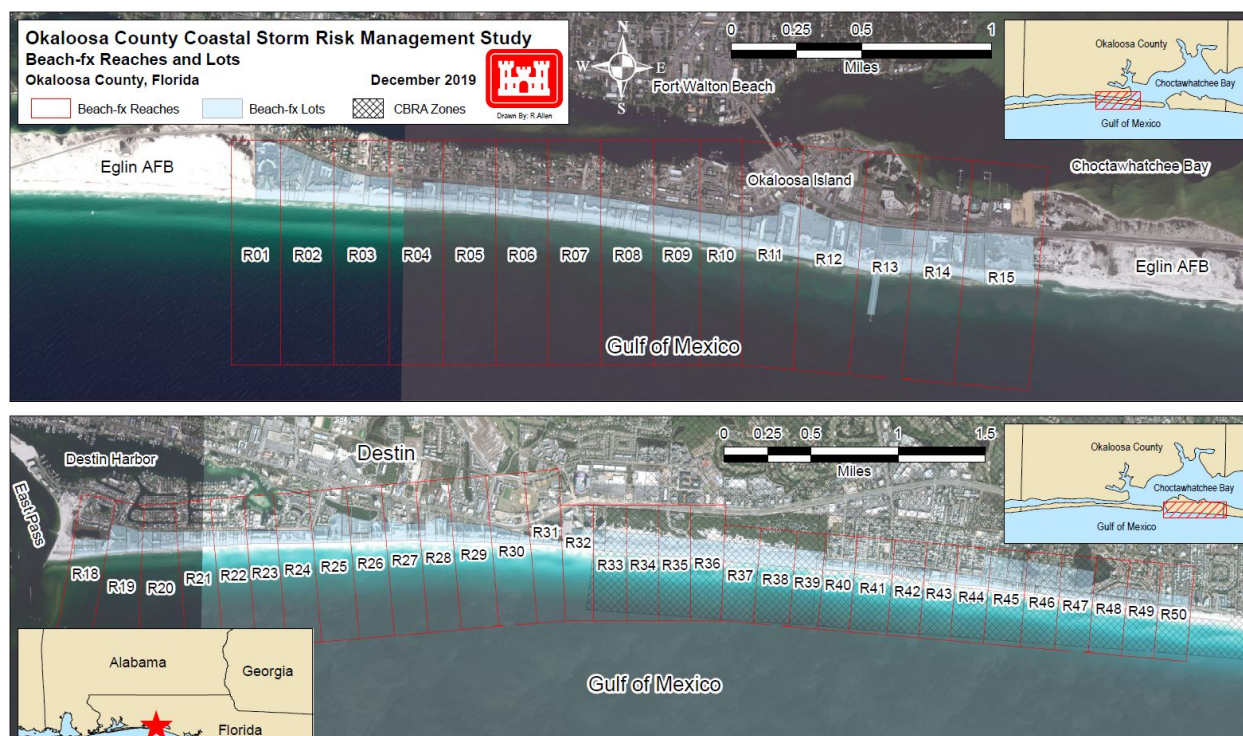 Okaloosa County Coastal Storm Risk Management Study
Beach-fx Reaches and Lots
Okaloosa County, Florida December 2019
Beach-fx Reaches Beach-fx Lots CBRA Zones
Drawn By: R.Allen
N
W E
S
0 0.25 0.5 1
Miles
Fort Walton Beach
Okaloosa County
Choctawhatchee Bay
Gulf of Mexico
Eglin AFB
Okaloosa Island
Choctawhatchee Bay
R01 R02 R03 R04 R05 R06 R07 R08 R09 R10 R11 R12 R13 R14 R15
Eglin AFB
Gulf of Mexico
Destin Harbor
Destin
East Pass
0 0.25 0.5 1 1.5
Miles
Okaloosa County
Choctawhatchee Bay
Gulf of Mexico
R18 R19 R20 R21 R22 R23 R24 R25 R26 R27 R28 R29 R30 R31 R32 R33 R34 R35 R36 R37 R38 R39 R40 R41 R42 R43 R44 R45 R46 R47 R48 R49 R50
Gulf of Mexico
Alabama
Georgia
Florida